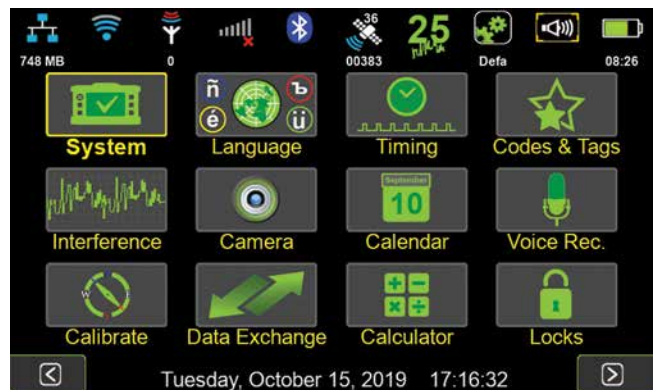 36
25
748 MB 0 00383 Defa 08:26
ñ Ъ
é ü
System Language Timing Codes & Tags
September
10
Interference Camera Calendar Voice Rec.
W E
Calibrate Data Exchange Calculator Locks
Tuesday, October 15, 2019 17:16:32